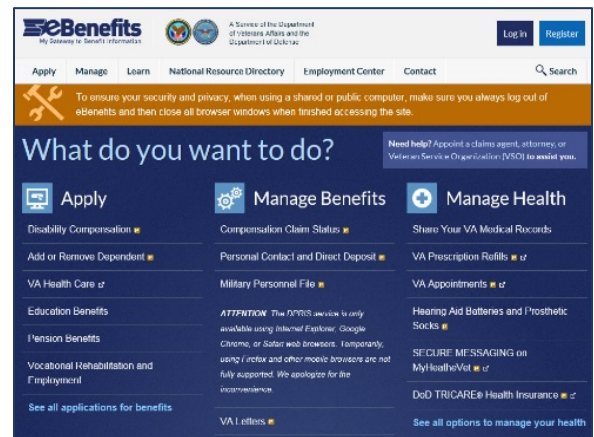 eBenefits
My Gateway to Benefit Information
A Service of the Department
of Veterans Affairs and the
Department of Defense
Log in
Register
Apply
Manage
Learn
National Resource Directory
Employment Center
Contact
Search
To ensure your security and privacy, when using a shared or public computer, make sure you always log out of
eBenefits and then close all browser windows when finished accessing the site.
What do you want to do?
Need help? Appoint a claims agent, attorney, or
Veteran Service Organization (VSO) to assist you.
Apply
Disability Compensation
Add or Remove Dependent
VA Health Care
Education Benefits
Pension Benefits
Vocational Rehabilitation and
Employment
See all applications for benefits
Manage Benefits
Compensation Claim Status
Personal Contact and Direct Deposit
Military Personnel File
ATTENTION The DPRIS service is only
available using Internet Explorer, Google
Chrome, or Safari web browsers. Temporarily,
using Firefox and other mobile browsers are not
fully supported. We apologize for the
inconvenience.
VA Letters
Manage Health
Share Your VA Medical Records
VA Prescription Refills
VA Appointments
Hearing Aid Batteries and Prosthetic
Socks
SECURE MESSAGING on
MyHealtheVet
DoD TRICARE® Health Insurance
See all options to manage your health